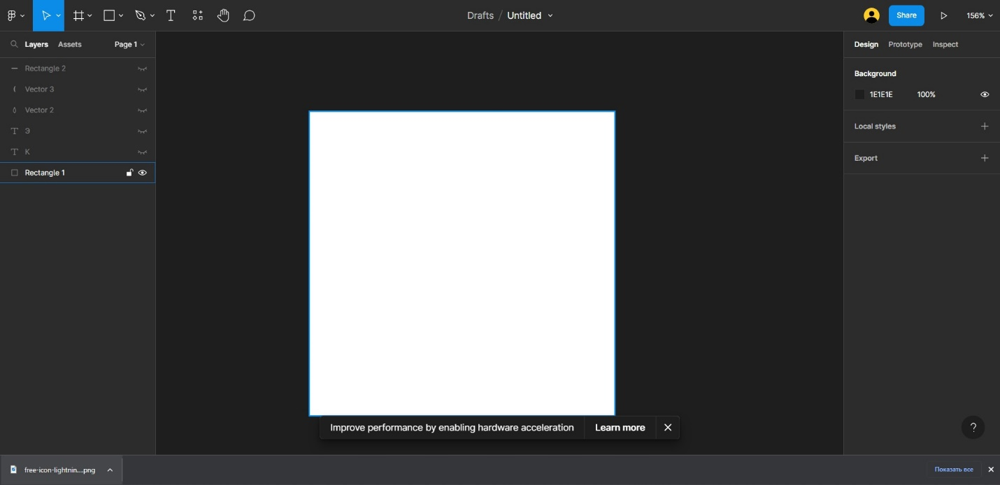 Drafts / Untitled
Share
156%
Layers Assets Page 1
Design Prototype Inspect
Rectangle 2
Vector 3
Vector 2
Э
К
Rectangle 1
Background
1E1E1E 100%
Local styles
Export
Improve performance by enabling hardware acceleration Learn more
?
free-icon-lightnin....png
Показать все